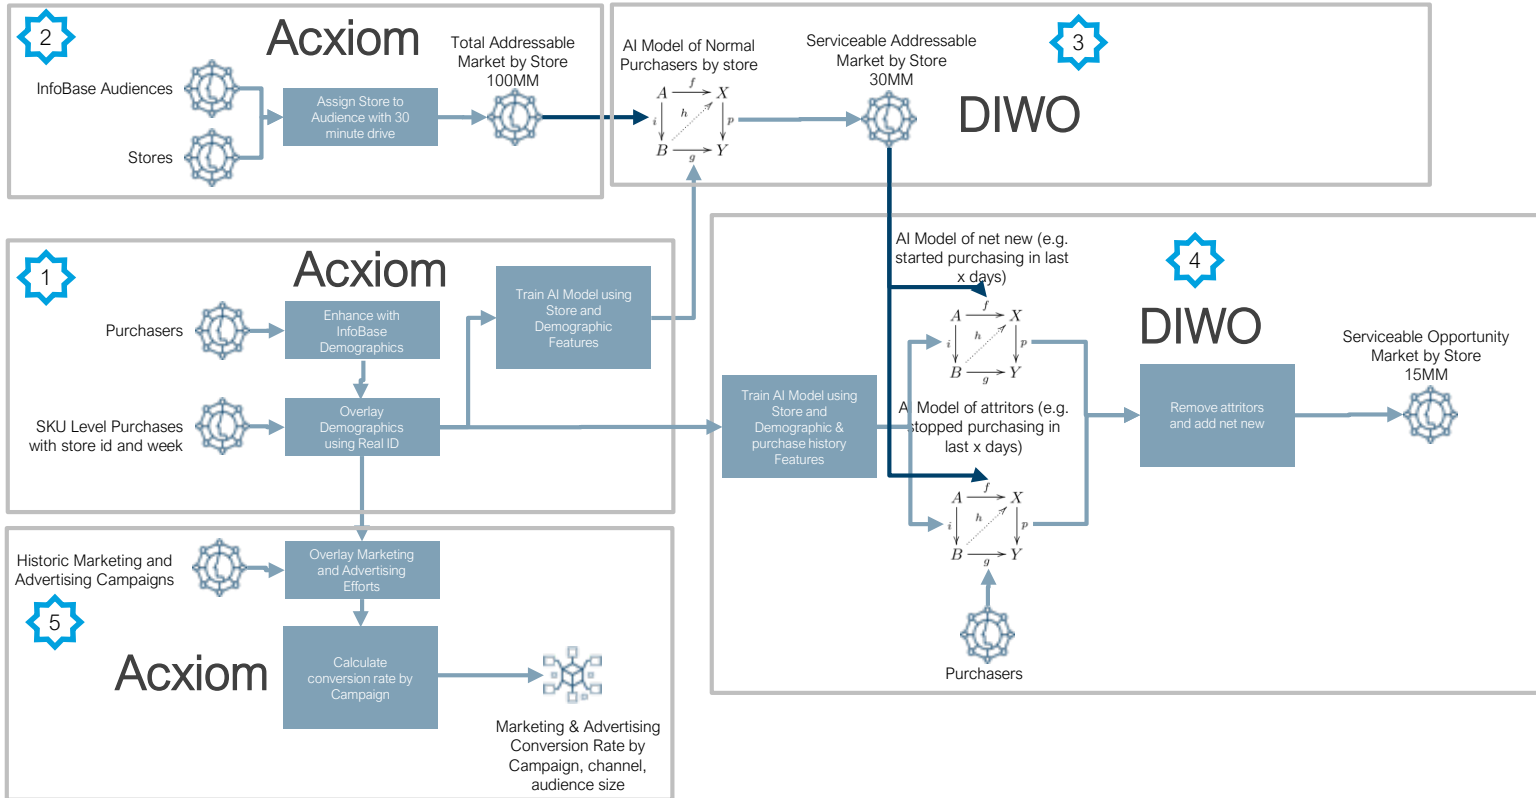 2
Acxiom
InfoBase Audiences
Stores
Assign Store to
Audience with 30
minute drive
Total Addressable
Market by Store
100MM
3
DIWO
AI Model of Normal
Purchasers by store
A f X
i h p
B g Y
Serviceable Addressable
Market by Store
30MM
1
Acxiom
Purchasers
Enhance with
InfoBase
Demographics
SKU Level Purchases
with store id and week
Overlay
Demographics
using Real ID
Train AI Model using
Store and
Demographic
Features
4
DIWO
Train AI Model using
Store and
Demographic &
purchase history
Features
AI Model of net new (e.g.
started purchasing in last
x days)
f
A X
i h p
B Y
g
AI Model of attritors (e.g.
stopped purchasing in
last x days)
f
A X
i h p
B Y
g
Purchasers
Remove attritors
and add net new
Serviceable Opportunity
Market by Store
15MM
5
Acxiom
Historic Marketing and
Advertising Campaigns
Overlay Marketing
and Advertising
Efforts
Calculate
conversion rate by
Campaign
Marketing & Advertising
Conversion Rate by
Campaign, channel,
audience size